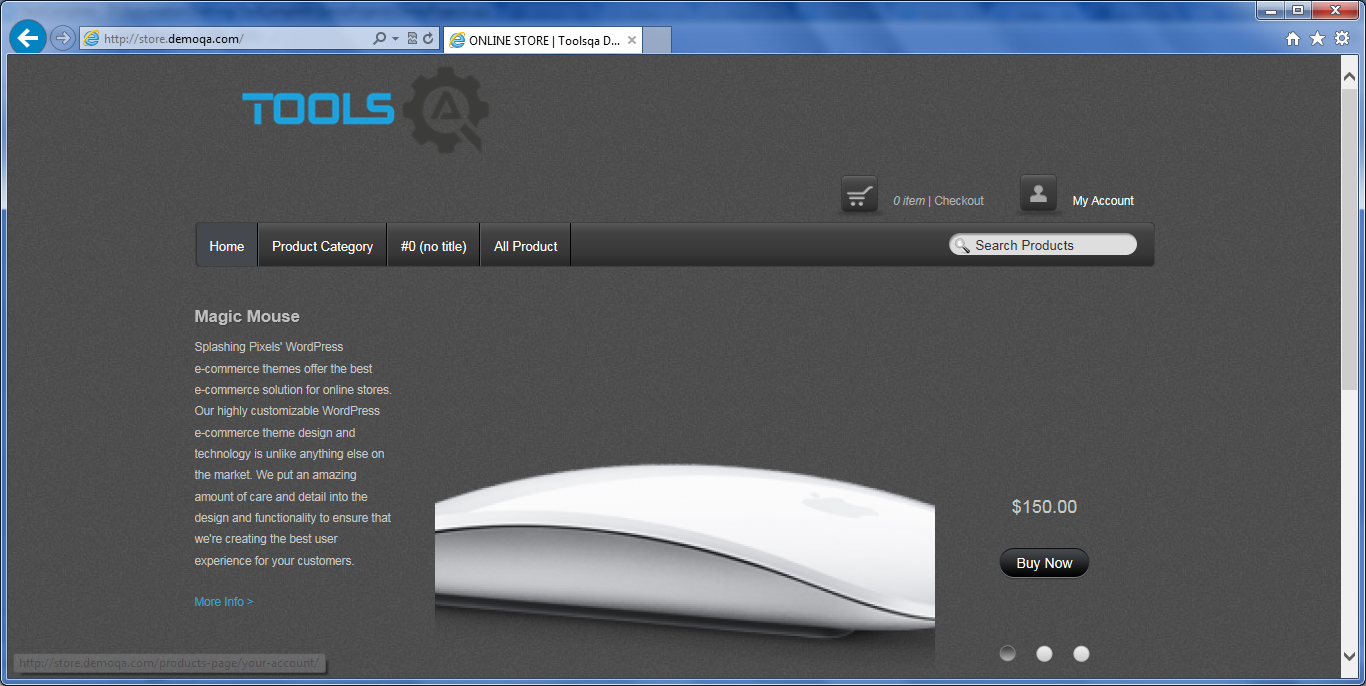 http://store.demoqa.com/
ONLINE STORE | Toolsqa D...
TOOLS QA
0 item | Checkout
My Account
Home
Product Category
#0 (no title)
All Product
Search Products
Magic Mouse
Splashing Pixels' WordPress
e-commerce themes offer the best
e-commerce solution for online stores.
Our highly customizable WordPress
e-commerce theme design and
technology is unlike anything else on
the market. We put an amazing
amount of care and detail into the
design and functionality to ensure that
we're creating the best user
experience for your customers.
More Info >
$150.00
Buy Now
http://store.demoqa.com/products-page/your-account/